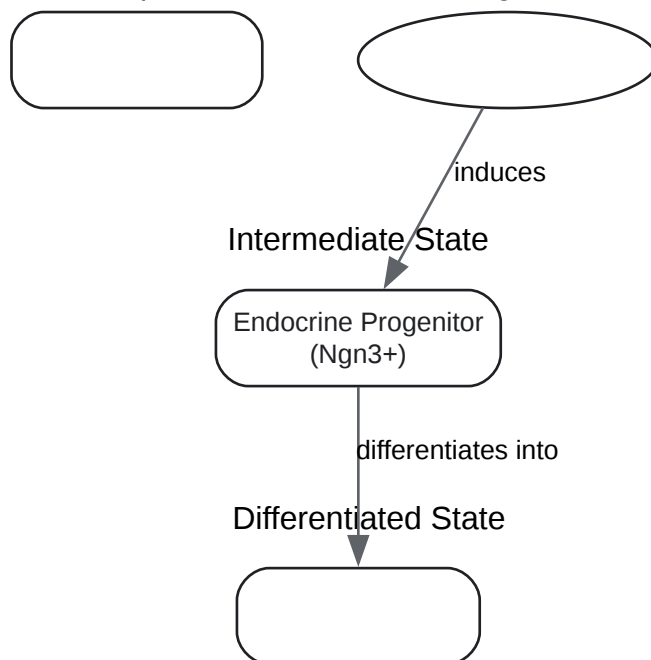 induces
Intermediate State
Endocrine Progenitor
(Ngn3+)
differentiates into
Differentiated State